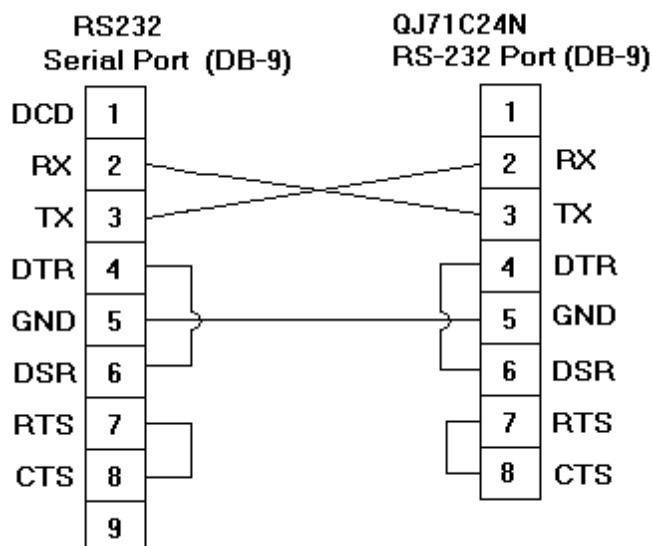 RS232 QJ71C24N
Serial Port (DB-9) RS-232 Port (DB-9)
DCD 1 1
RX 2 2 RX
TX 3 3 TX
DTR 4 4 DTR
GND 5 5 GND
DSR 6 6 DSR
RTS 7 7 RTS
CTS 8 8 CTS
9